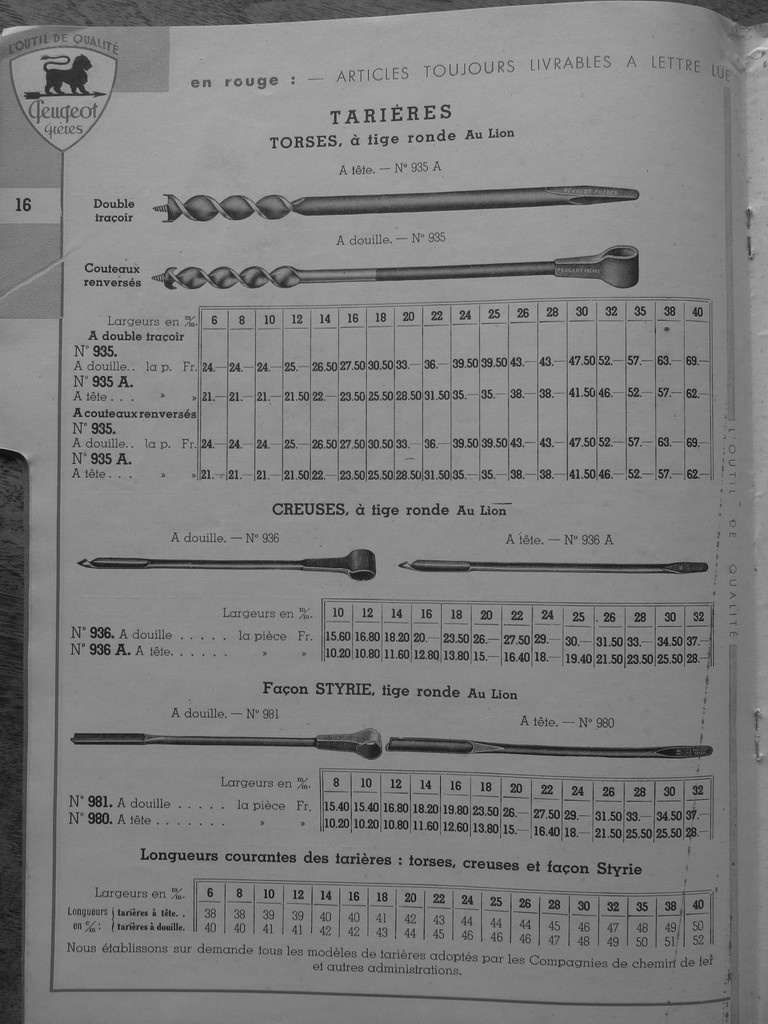 L'OUTIL DE QUALITÉ
Peugeot
frères
en rouge : — ARTICLES TOUJOURS LIVRABLES A LETTRE LUE
16
TARIÈRES
TORSES, à tige ronde Au Lion
A tête. — N° 935 A
Double
traçoir
PEUGEOT FRÈRES
A douille. — N° 935
Couteaux
renversés
Largeurs en m/m. 6 8 10 12 14 16 18 20 22 24 25 26 28 30 32 35 38 40
A double traçoir
N° 935.
A douille.. la p. Fr. 24.— 24.— 24.— 25.— 26.50 27.50 30.50 33.— 36.— 39.50 39.50 43.— 43.— 47.50 52.— 57.— 63.— 69.—
N° 935 A.
A tête... » » 21.— 21.— 21.— 21.50 22.— 23.50 25.50 28.50 31.50 35.— 35.— 38.— 38.— 41.50 46.— 52.— 57.— 62.—
A couteaux renversés
N° 935.
A douille.. la p. Fr. 24.— 24.— 24.— 25.— 26.50 27.50 30.50 33.— 36.— 39.50 39.50 43.— 43.— 47.50 52.— 57.— 63.— 69.—
N° 935 A.
A tête... » » 21.— 21.— 21.— 21.50 22.— 23.50 25.50 28.50 31.50 35.— 35.— 38.— 38.— 41.50 46.— 52.— 57.— 62.—
CREUSES, à tige ronde Au Lion
A douille. — N° 936
A tête. — N° 936 A
Largeurs en m/m. 10 12 14 16 18 20 22 24 25 26 28 30 32
N° 936. A douille ..... la pièce Fr. 15.60 16.80 18.20 20.— 23.50 26.— 27.50 29.— 30.— 31.50 33.— 34.50 37.—
N° 936 A. A tête...... » » 10.20 10.80 11.60 12.80 13.80 15.— 16.40 18.— 19.40 21.50 23.50 25.50 28.—
Façon STYRIE, tige ronde Au Lion
A douille. — N° 981
A tête. — N° 980
Largeurs en m/m. 8 10 12 14 16 18 20 22 24 26 28 30 32
N° 981. A douille ..... la pièce Fr. 15.40 15.40 16.80 18.20 19.80 23.50 26.— 27.50 29.— 31.50 33.— 34.50 37.—
N° 980. A tête ....... » » 10.20 10.20 10.80 11.60 12.60 13.80 15.— 16.40 18.— 21.50 25.50 25.50 28.—
Longueurs courantes des tarières : torses, creuses et façon Styrie
Largeurs en m/m. 6 8 10 12 14 16 18 20 22 24 25 26 28 30 32 35 38 40
Longueurs en c/m : tarières à tête.. 38 38 39 39 40 40 41 42 43 44 44 44 45 46 47 48 49 50
tarières à douille. 40 40 41 41 42 42 43 44 45 46 46 46 47 48 49 50 51 52
Nous établissons sur demande tous les modèles de tarières adoptés par les Compagnies de chemin de fer
et autres administrations.
L'OUTIL DE QUALITÉ